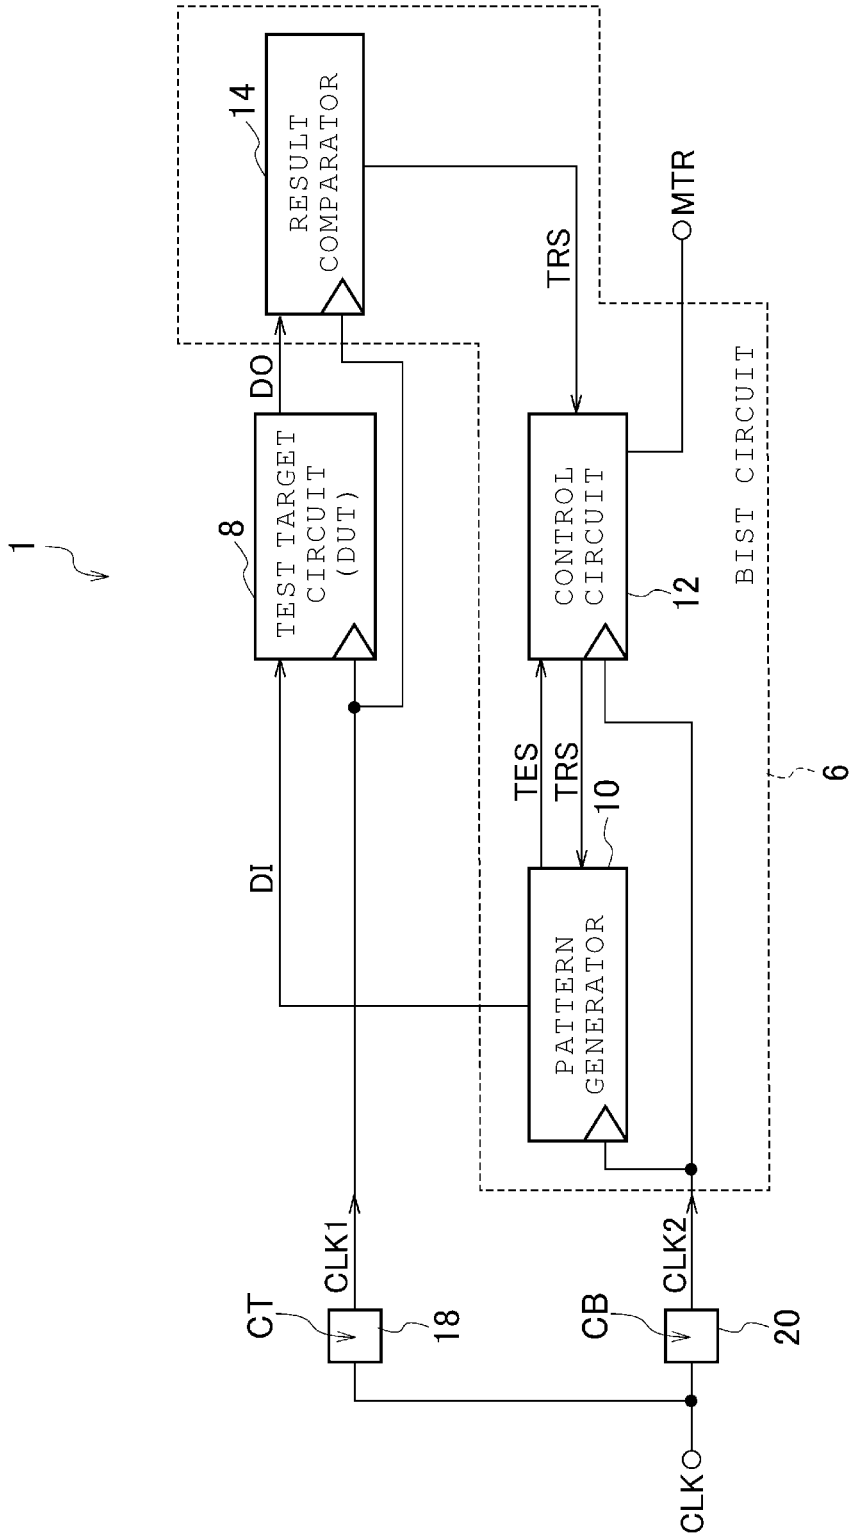 1
CT
CLK1
18
CLK
CB
CLK2
20
DI
8
TEST TARGET
CIRCUIT
(DUT)
DO
14
RESULT
COMPARATOR
PATTERN
GENERATOR
10
TES
TRS
CONTROL
CIRCUIT
12
TRS
MTR
BIST CIRCUIT
6